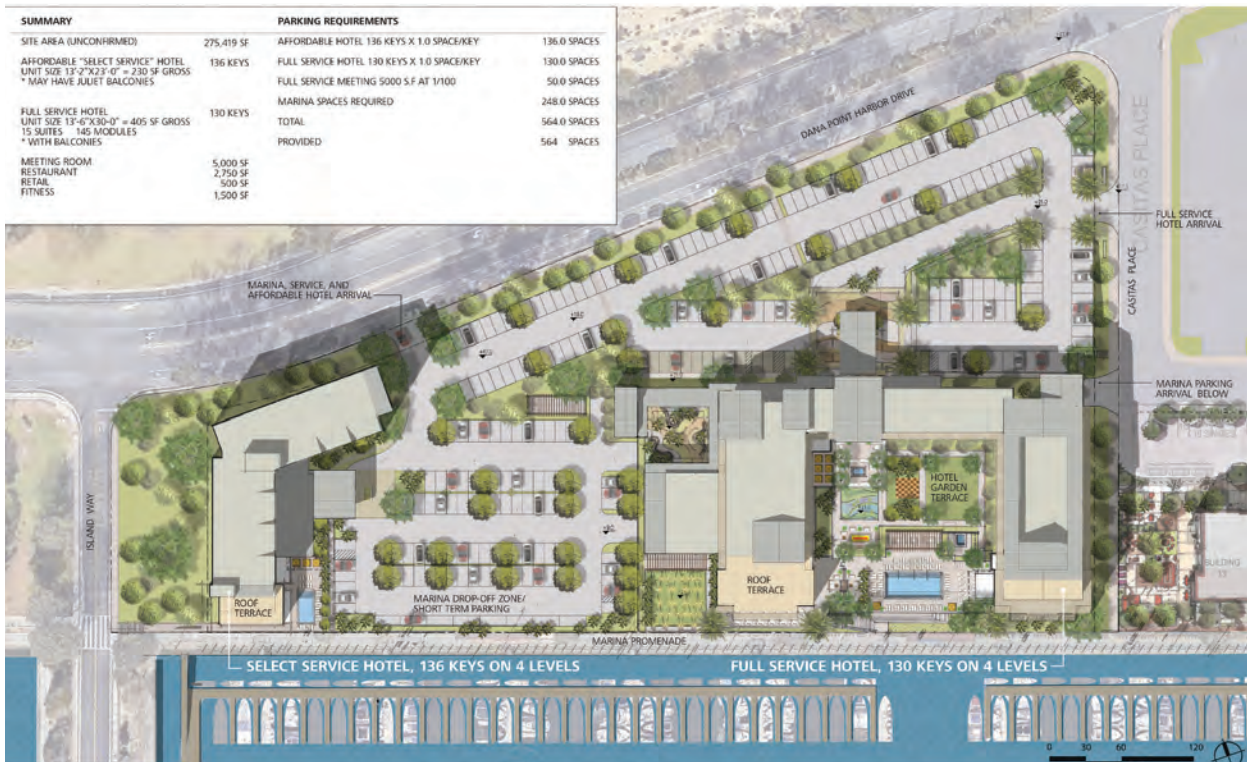 SUMMARY
SITE AREA (UNCONFIRMED) 275,419 SF
AFFORDABLE "SELECT SERVICE" HOTEL 136 KEYS
UNIT SIZE 13'-2"X23'-0" = 230 SF GROSS
* MAY HAVE JULIET BALCONIES
FULL SERVICE HOTEL 130 KEYS
UNIT SIZE 13'-6"X30-0" = 405 SF GROSS
15 SUITES 145 MODULES
* WITH BALCONIES
MEETING ROOM 5,000 SF
RESTAURANT 2,750 SF
RETAIL 500 SF
FITNESS 1,500 SF
PARKING REQUIREMENTS
AFFORDABLE HOTEL 136 KEYS X 1.0 SPACE/KEY 136.0 SPACES
FULL SERVICE HOTEL 130 KEYS X 1.0 SPACE/KEY 130.0 SPACES
FULL SERVICE MEETING 5000 S.F AT 1/100 50.0 SPACES
MARINA SPACES REQUIRED 248.0 SPACES
TOTAL 564.0 SPACES
PROVIDED 564 SPACES
DANA POINT HARBOR DRIVE
CASITAS PLACE
FULL SERVICE
HOTEL ARRIVAL
CASITAS PLACE
MARINA, SERVICE, AND
AFFORDABLE HOTEL ARRIVAL
MARINA PARKING
ARRIVAL BELOW
HOTEL
GARDEN
TERRACE
ISLAND WAY
BUILDING
13
ROOF
TERRACE
ROOF
TERRACE
MARINA DROP-OFF ZONE/
SHORT TERM PARKING
MARINA PROMENADE
SELECT SERVICE HOTEL, 136 KEYS ON 4 LEVELS
FULL SERVICE HOTEL, 130 KEYS ON 4 LEVELS
0 30 60 120